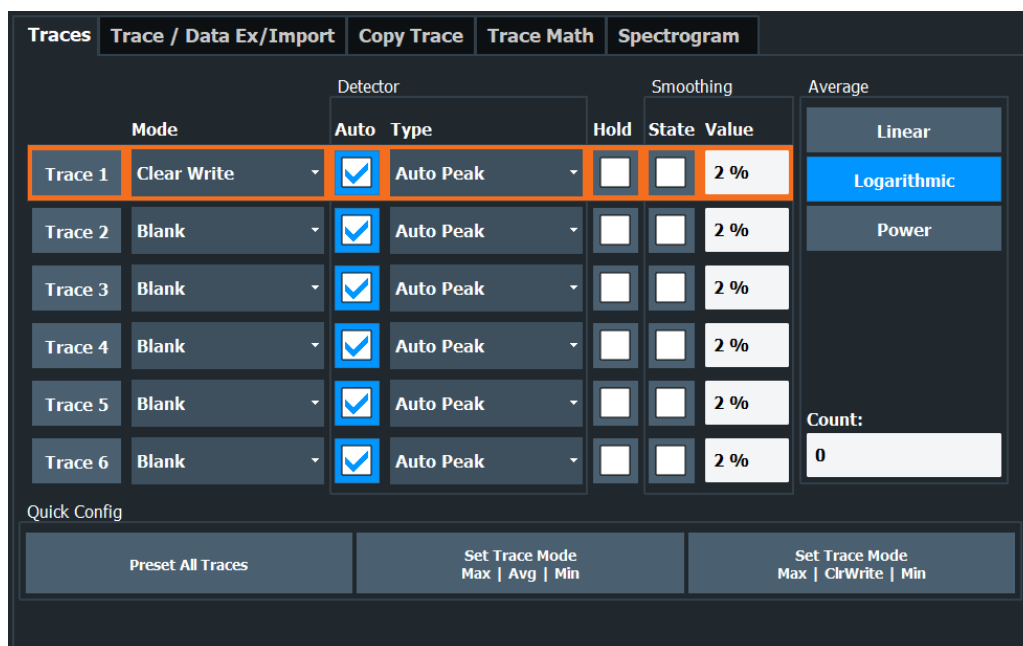 Traces Trace / Data Ex/Import Copy Trace Trace Math Spectrogram
Detector Smoothing Average
Mode Auto Type Hold State Value
Linear
Trace 1 Clear Write Auto Peak 2 %
Logarithmic
Trace 2 Blank Auto Peak 2 %
Power
Trace 3 Blank Auto Peak 2 %
Trace 4 Blank Auto Peak 2 %
Trace 5 Blank Auto Peak 2 %
Count:
Trace 6 Blank Auto Peak 2 %
0
Quick Config
Preset All Traces
Set Trace Mode
Max | Avg | Min
Set Trace Mode
Max | ClrWrite | Min